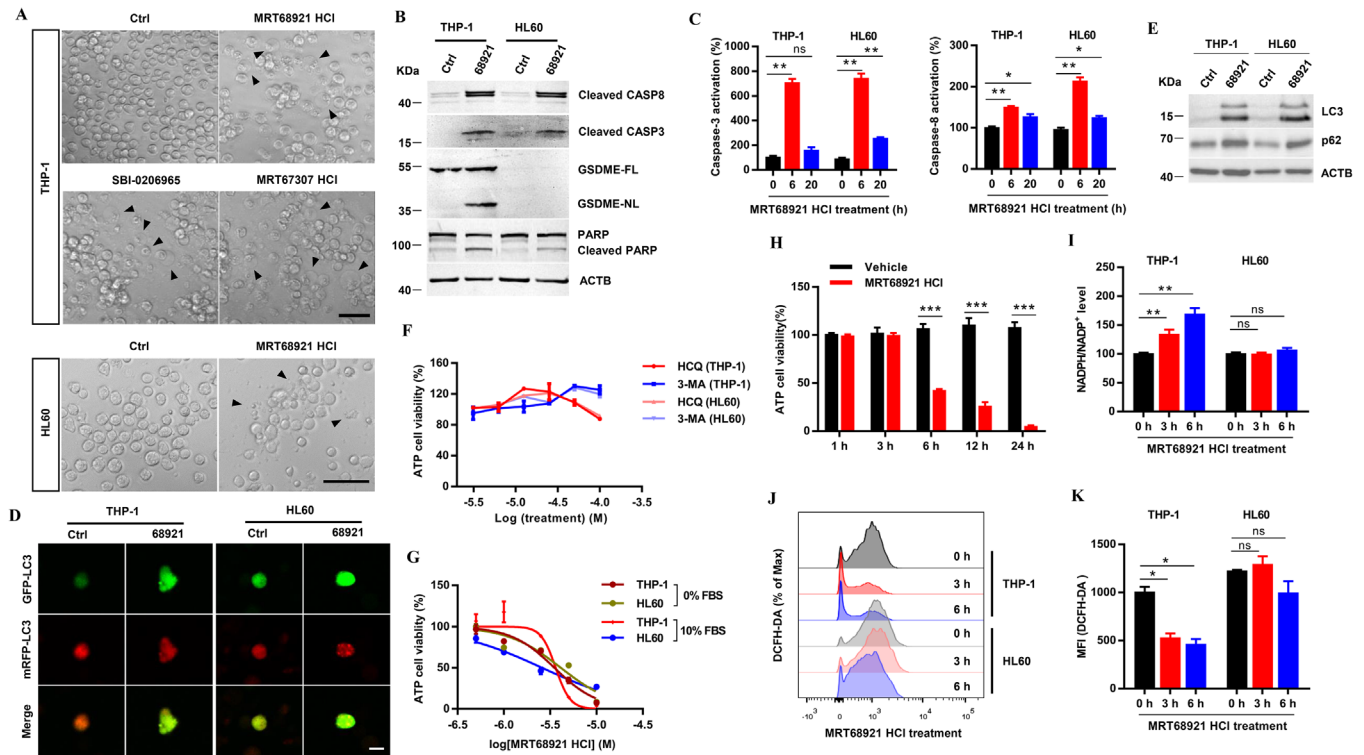 A
Ctrl
MRT68921 HCl
THP-1
SBI-0206965
MRT67307 HCl
Ctrl
MRT68921 HCl
HL60
B
THP-1 HL60
KDa Ctrl 68921 Ctrl 68921
40
Cleaved CASP8
15
Cleaved CASP3
55
GSDME-FL
35
GSDME-NL
100
PARP
Cleaved PARP
40
ACTB
C
THP-1 HL60
ns **
** **
Caspase-3 activation (%)
1000
800
600
400
200
0
0 6 20 0 6 20
MRT68921 HCl treatment (h)
THP-1 HL60
* *
** **
Caspase-8 activation (%)
300
200
100
0
0 6 20 0 6 20
MRT68921 HCl treatment (h)
E
THP-1 HL60
KDa Ctrl 68921 Ctrl 68921
15
LC3
70
p62
40
ACTB
D
THP-1 HL60
Ctrl 68921 Ctrl 68921
GFP-LC3
mRFP-LC3
Merge
F
ATP cell viability (%)
160
120
80
40
0
-5.5 -5.0 -4.5 -4.0 -3.5
Log (treatment) (M)
HCQ (THP-1)
3-MA (THP-1)
HCQ (HL60)
3-MA (HL60)
G
ATP cell viability (%)
150
125
100
75
50
25
0
-6.5 -6.0 -5.5 -5.0 -4.5
log[MRT68921 HCl] (M)
THP-1
HL60
0% FBS
THP-1
HL60
10% FBS
H
Vehicle
MRT68921 HCl
*** *** ***
ATP cell viability(%)
150
100
50
0
1 h 3 h 6 h 12 h 24 h
I
THP-1 HL60
** ns
** ns
NADPH/NADP+ level
250
200
150
100
50
0
0 h 3 h 6 h 0 h 3 h 6 h
MRT68921 HCl treatment
J
DCFH-DA (% of Max)
0 h
3 h
6 h
THP-1
0 h
3 h
6 h
HL60
-10³ 0 10³ 10⁴ 10⁵
MRT68921 HCl treatment
K
THP-1 HL60
* ns
* ns
MFI (DCFH-DA)
1500
1000
500
0
0 h 3 h 6 h 0 h 3 h 6 h
MRT68921 HCl treatment